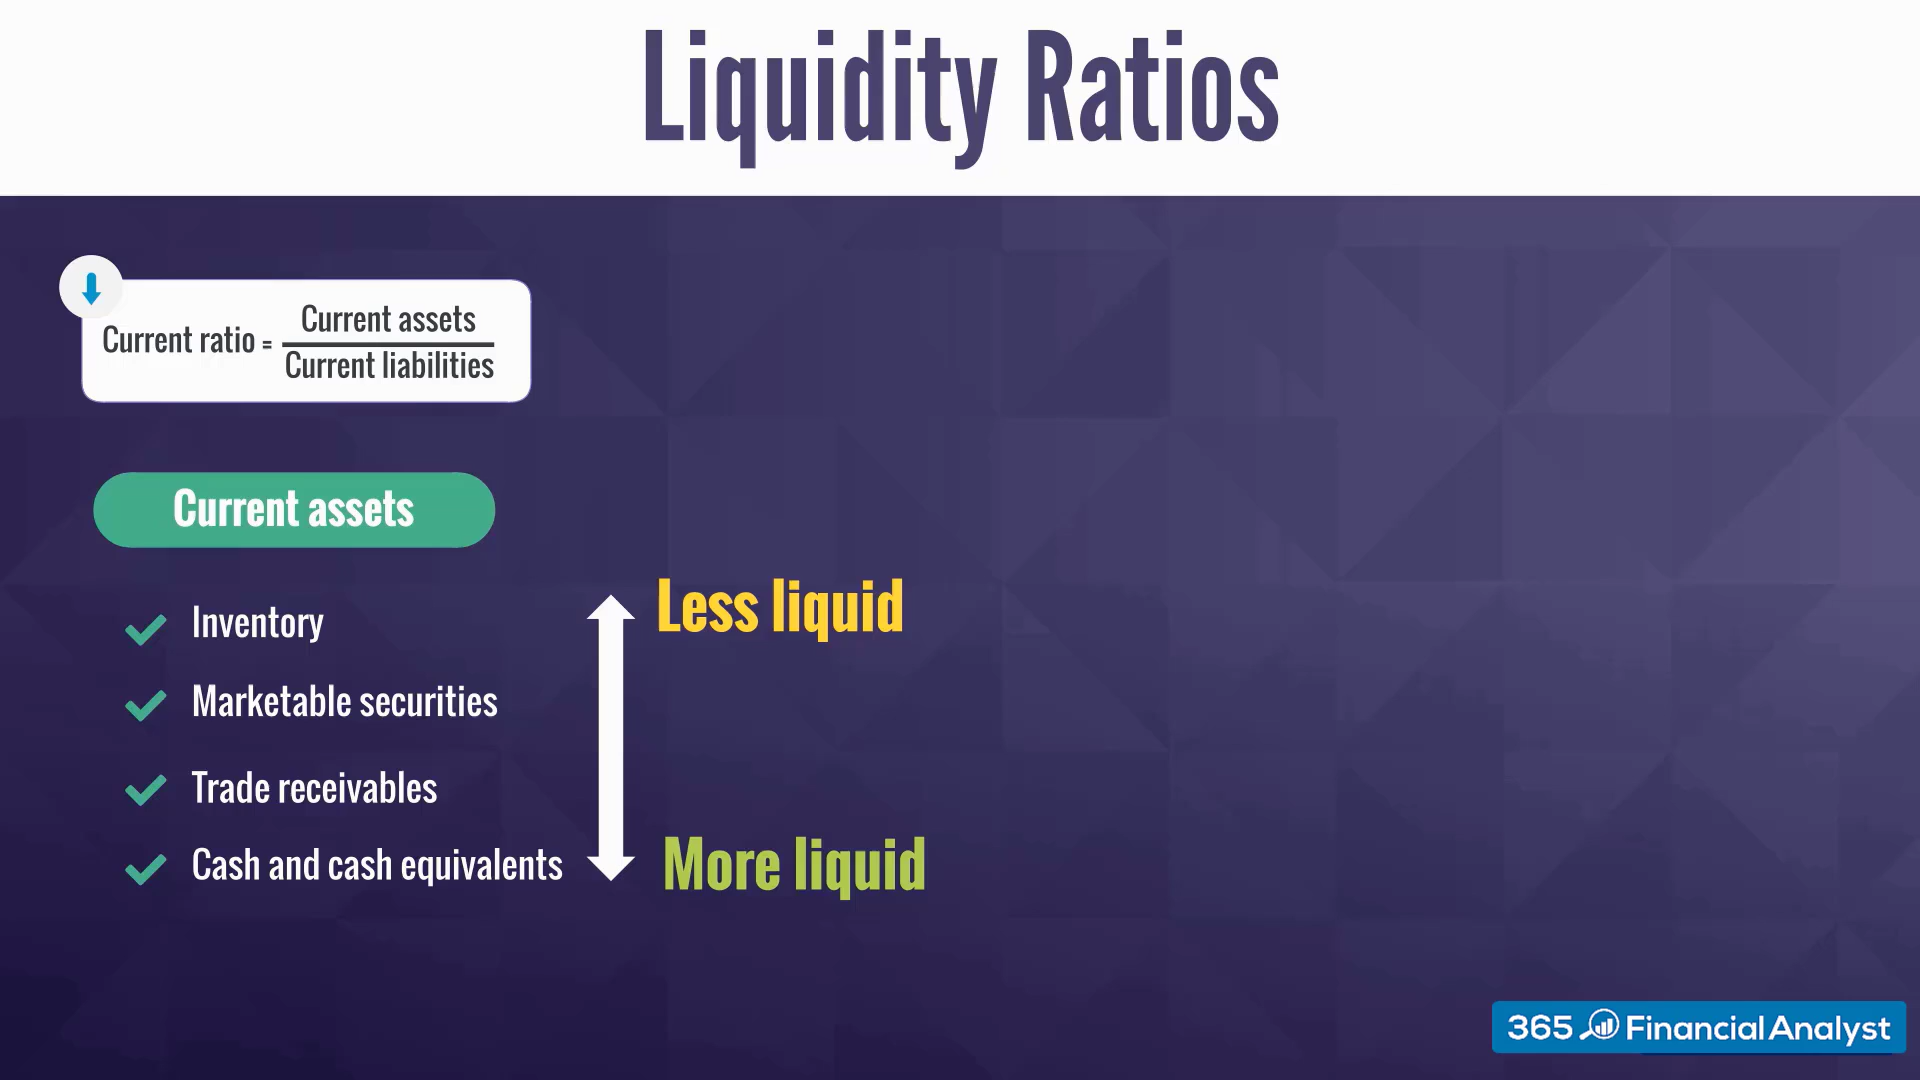 Liquidity Ratios
Current ratio = Current assets
Current liabilities
Current assets
Inventory
Marketable securities
Trade receivables
Cash and cash equivalents
Less liquid
More liquid
365 Financial Analyst